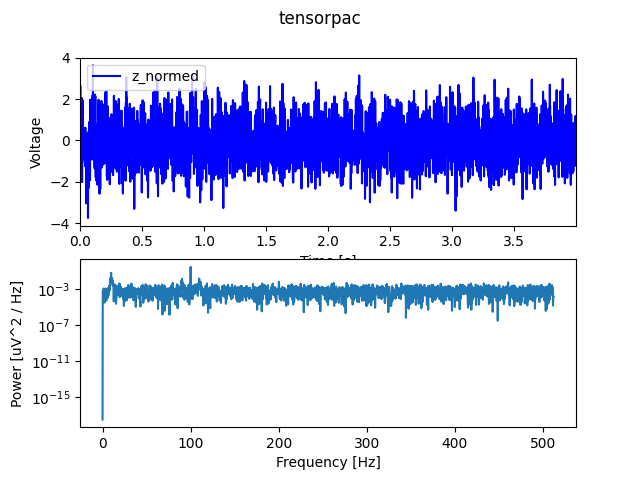 tensorpac
4
2
0
−2
−4
Voltage
z_normed
0.0 0.5 1.0 1.5 2.0 2.5 3.0 3.5
Time [s]
10−3
10−7
10−11
10−15
Power [uV^2 / Hz]
0 100 200 300 400 500
Frequency [Hz]